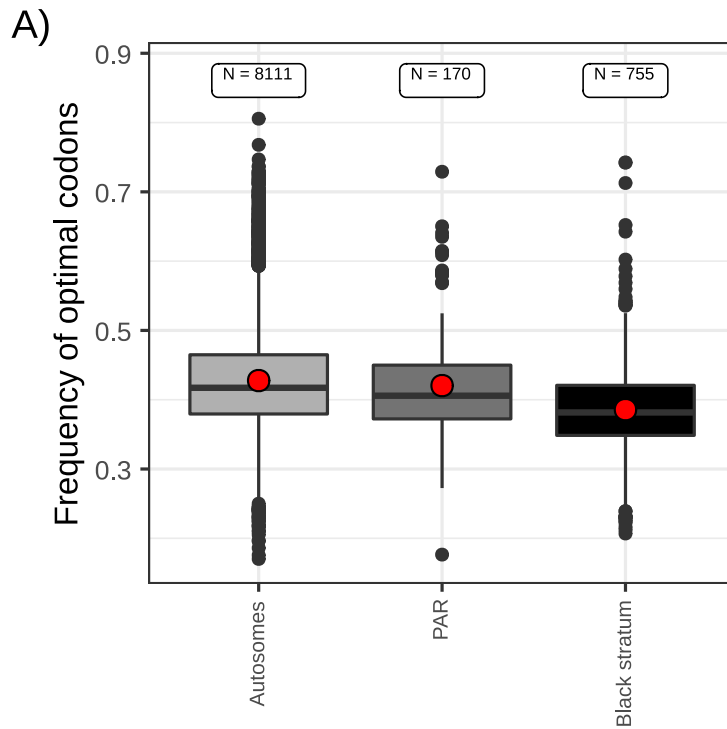 A)
N = 8111
N = 170
N = 755
Frequency of optimal codons
0.9
0.7
0.5
0.3
Autosomes
PAR
Black stratum